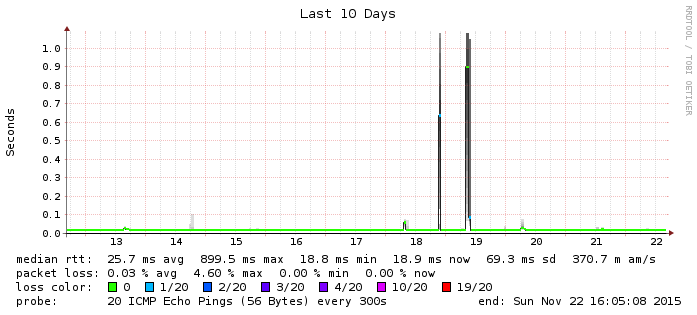 Last 10 Days
RRDTOOL / TOBI OETIKER
Seconds
1.0
0.9
0.8
0.7
0.6
0.5
0.4
0.3
0.2
0.1
0.0
13 14 15 16 17 18 19 20 21 22
median rtt: 25.7 ms avg 899.5 ms max 18.8 ms min 18.9 ms now 69.3 ms sd 370.7 m am/s
packet loss: 0.03 % avg 4.60 % max 0.00 % min 0.00 % now
loss color: 0 1/20 2/20 3/20 4/20 10/20 19/20
probe: 20 ICMP Echo Pings (56 Bytes) every 300s end: Sun Nov 22 16:05:08 2015